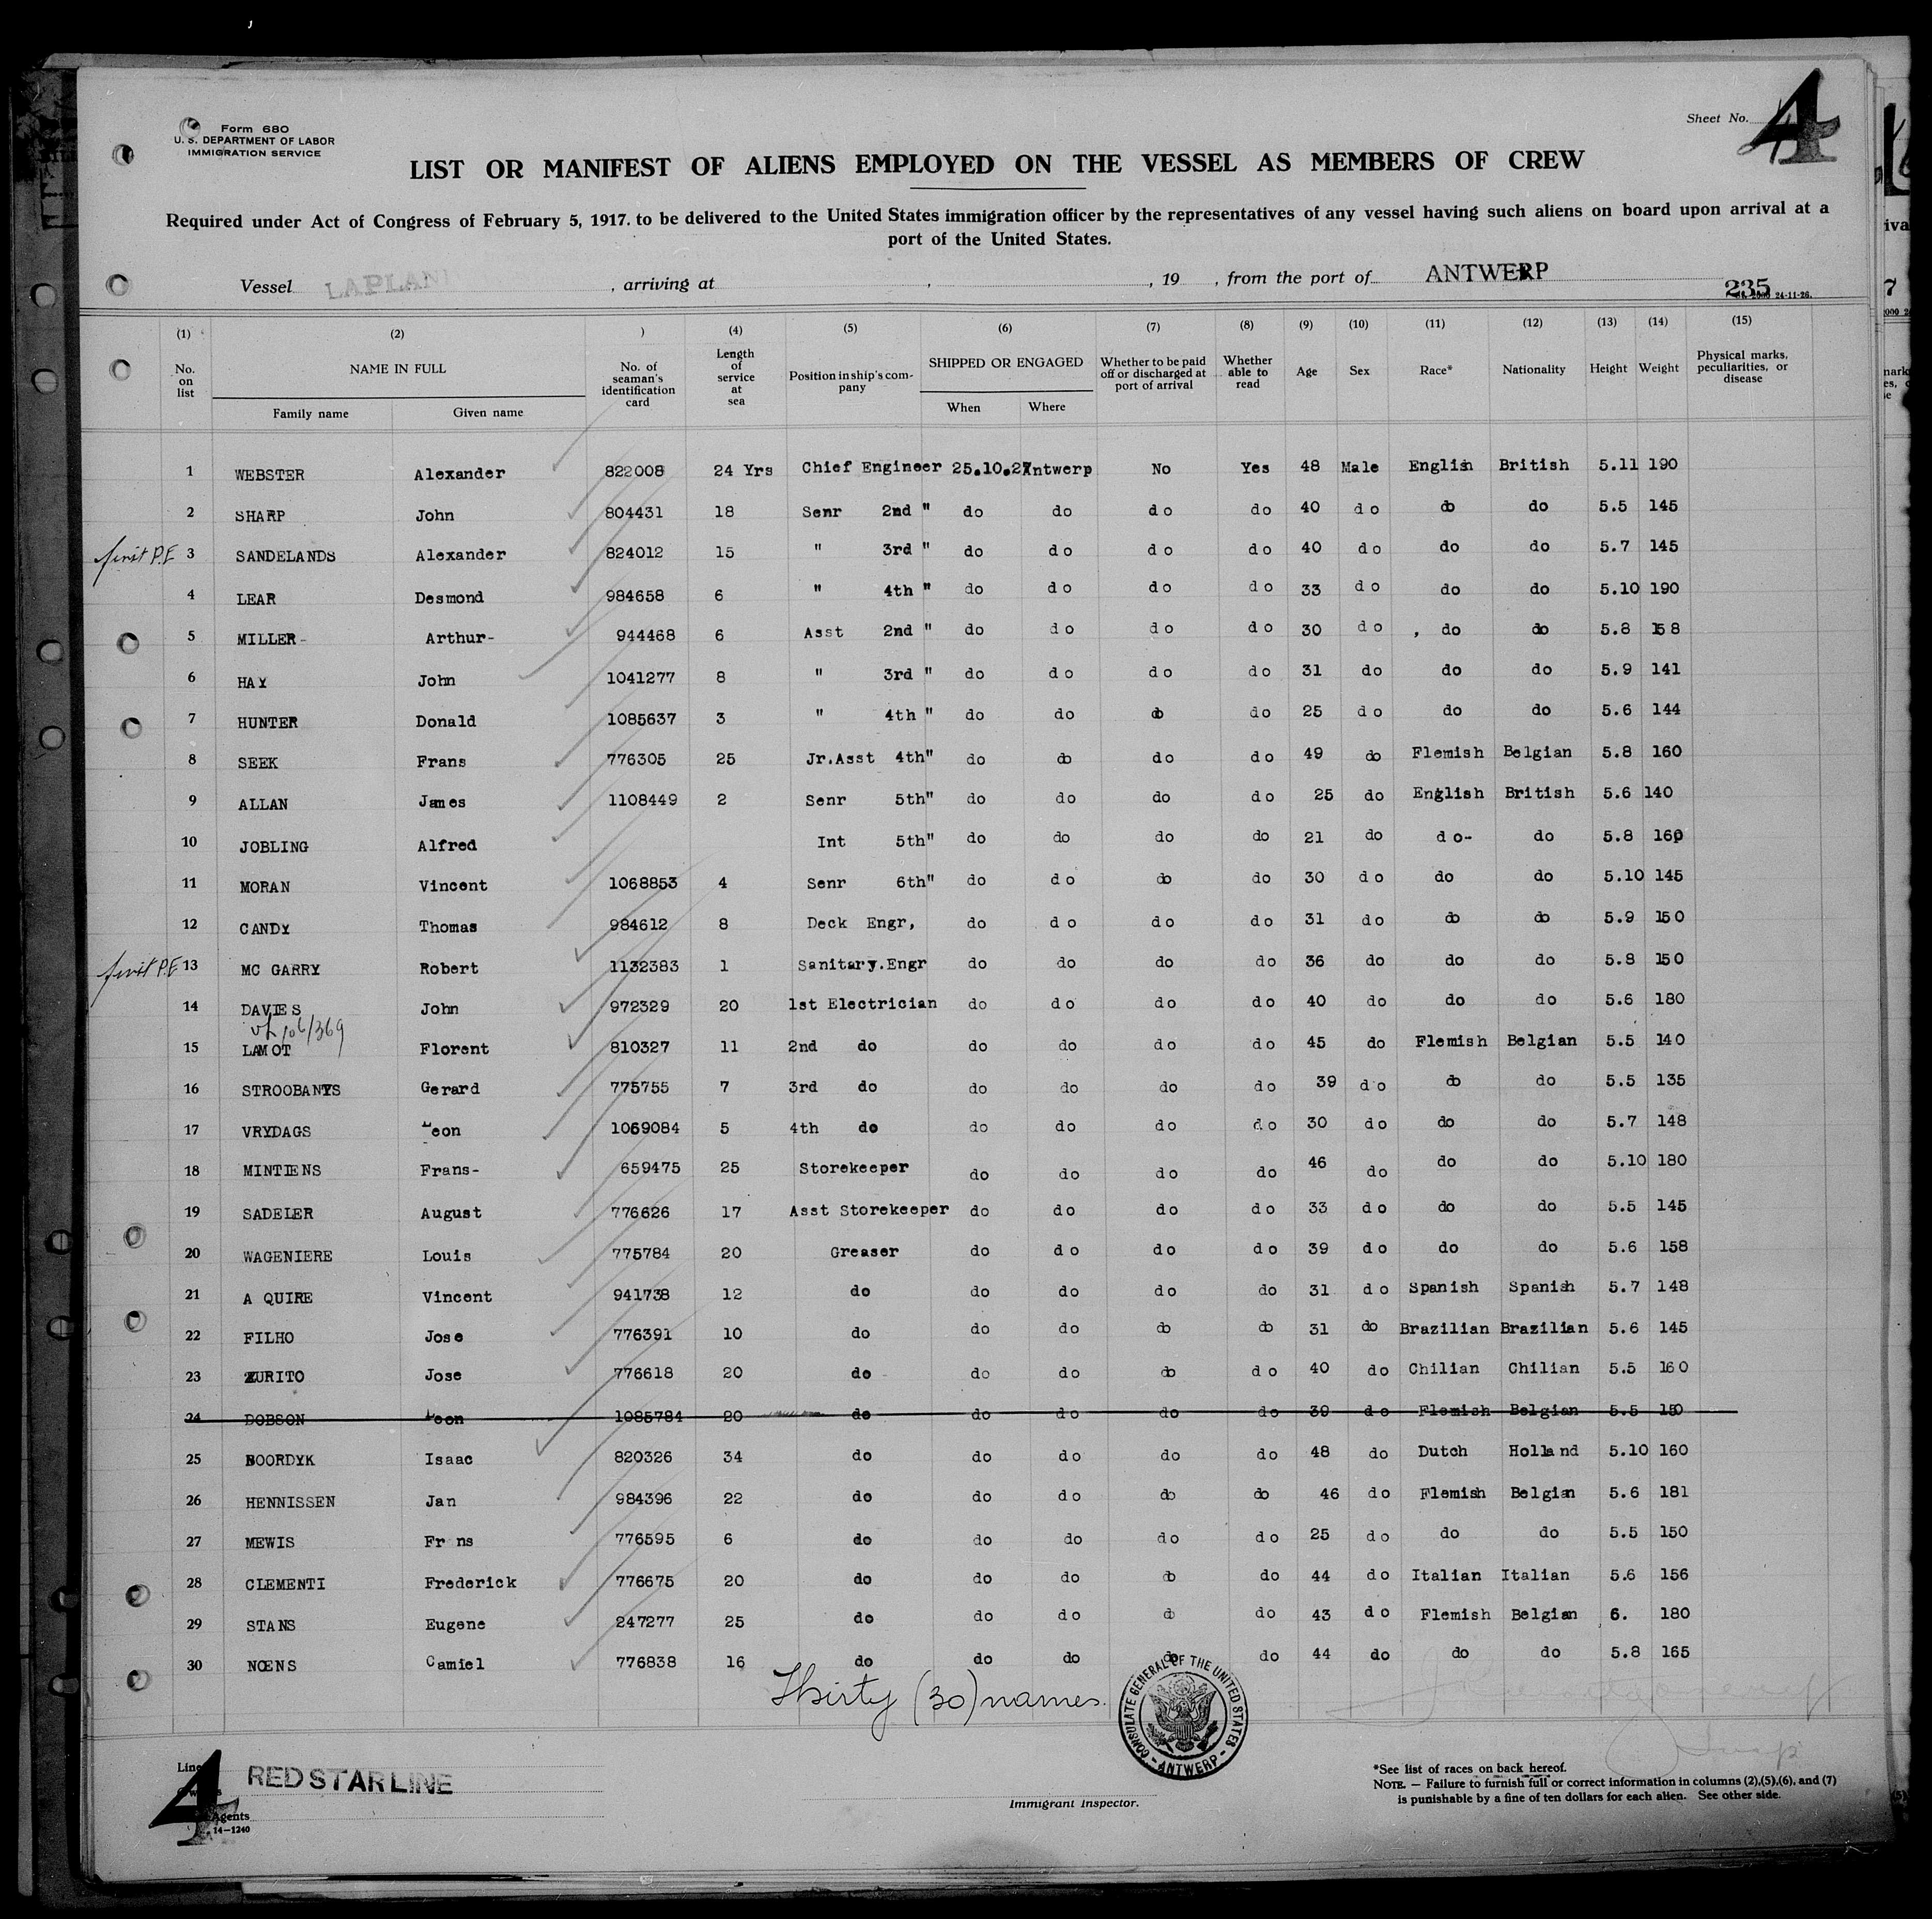 Form 680
U. S. DEPARTMENT OF LABOR
IMMIGRATION SERVICE
Sheet No. 4
LIST OR MANIFEST OF ALIENS EMPLOYED ON THE VESSEL AS MEMBERS OF CREW
Required under Act of Congress of February 5, 1917. to be delivered to the United States immigration officer by the representatives of any vessel having such aliens on board upon arrival at a
port of the United States.
Vessel LAPLAN , arriving at , , 19 , from the port of ANTWERP
235 24-11-26.
(1) (2) ) (4) (5) (6) (7) (8) (9) (10) (11) (12) (13) (14) (15)
No. on list NAME IN FULL Family name Given name No. of seaman's identification card Length of service at sea Position in ship's company SHIPPED OR ENGAGED When Where Whether to be paid off or discharged at port of arrival Whether able to read Age Sex Race* Nationality Height Weight Physical marks, peculiarities, or disease
1 WEBSTER Alexander 822008 24 Yrs Chief Engineer 25.10.27 Antwerp No Yes 48 Male English British 5.11 190
2 SHARP John 804431 18 Senr 2nd " do do do do 40 do do do 5.5 145
first P.E 3 SANDELANDS Alexander 824012 15 " 3rd " do do do do 40 do do do 5.7 145
4 LEAR Desmond 984658 6 " 4th " do do do do 33 do do do 5.10 190
5 MILLER- Arthur- 944468 6 Asst 2nd " do do do do 30 do do do 5.8 158
6 HAY John 1041277 8 " 3rd " do do do do 31 do do do 5.9 141
7 HUNTER Donald 1085637 3 " 4th " do do do do 25 do do do 5.6 144
8 SEEK Frans 776305 25 Jr.Asst 4th" do do do do 49 do Flemish Belgian 5.8 160
9 ALLAN James 1108449 2 Senr 5th" do do do do 25 do English British 5.6 140
10 JOBLING Alfred Int 5th" do do do do 21 do do- do 5.8 160
11 MORAN Vincent 1068853 4 Senr 6th" do do do do 30 do do do 5.10 145
12 CANDY Thomas 984612 8 Deck Engr, do do do do 31 do do do 5.9 150
first P.E 13 MC GARRY Robert 1132383 1 Sanitary.Engr do do do do 36 do do do 5.8 150
14 DAVIES John 972329 20 1st Electrician do do do do 40 do do do 5.6 180
106/369
15 LAMOT Florent 810327 11 2nd do do do do do 45 do Flemish Belgian 5.5 140
16 STROOBANTS Gerard 775755 7 3rd do do do do do 39 do do do 5.5 135
17 VRYDAGS Leon 1069084 5 4th do do do do do 30 do do do 5.7 148
18 MINTIENS Frans- 659475 25 Storekeeper do do do do 46 do do do 5.10 180
19 SADELER August 776626 17 Asst Storekeeper do do do do 33 do do do 5.5 145
20 WAGENIERE Louis 775784 20 Greaser do do do do 39 do do do 5.6 158
21 A QUIRE Vincent 941738 12 do do do do do 31 do Spanish Spanish 5.7 148
22 FILHO Jose 776391 10 do do do do do 31 do Brazilian Brazilian 5.6 145
23 ZURITO Jose 776618 20 do do do do do 40 do Chilian Chilian 5.5 160
24 DOBSON Leon 1085784 20 do do do do do 39 do Flemish Belgian 5.5 150
25 BOORDYK Isaac 820326 34 do do do do do 48 do Dutch Holland 5.10 160
26 HENNISSEN Jan 984396 22 do do do do do 46 do Flemish Belgian 5.6 181
27 MEWIS Fr ns 776595 6 do do do do do 25 do do do 5.5 150
28 CLEMENTI Frederick 776675 20 do do do do do 44 do Italian Italian 5.6 156
29 STANS Eugene 247277 25 do do do do do 43 do Flemish Belgian 6. 180
30 NOENS Camiel 776838 16 do do do do do 44 do do do 5.8 165
Thirty (30) names.
CONSULATE GENERAL OF THE UNITED STATES - ANTWERP -
Line RED STAR LINE
4
Agents
14-1240
Immigrant Inspector.
*See list of races on back hereof.
NOTE. — Failure to furnish full or correct information in columns (2),(5),(6), and (7)
is punishable by a fine of ten dollars for each alien. See other side.